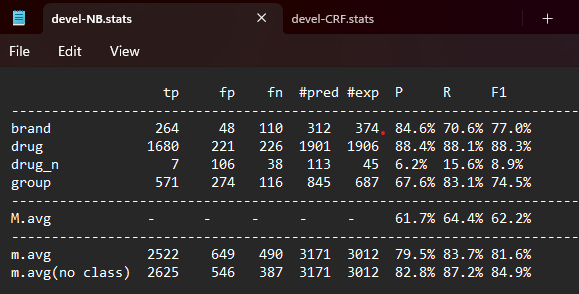 devel-NB.stats devel-CRF.stats
File Edit View
tp fp fn #pred #exp P R F1
------------------------------------------------------------------------------
brand 264 48 110 312 374 84.6% 70.6% 77.0%
drug 1680 221 226 1901 1906 88.4% 88.1% 88.3%
drug_n 7 106 38 113 45 6.2% 15.6% 8.9%
group 571 274 116 845 687 67.6% 83.1% 74.5%
------------------------------------------------------------------------------
M.avg - - - - - 61.7% 64.4% 62.2%
------------------------------------------------------------------------------
m.avg 2522 649 490 3171 3012 79.5% 83.7% 81.6%
m.avg(no class) 2625 546 387 3171 3012 82.8% 87.2% 84.9%